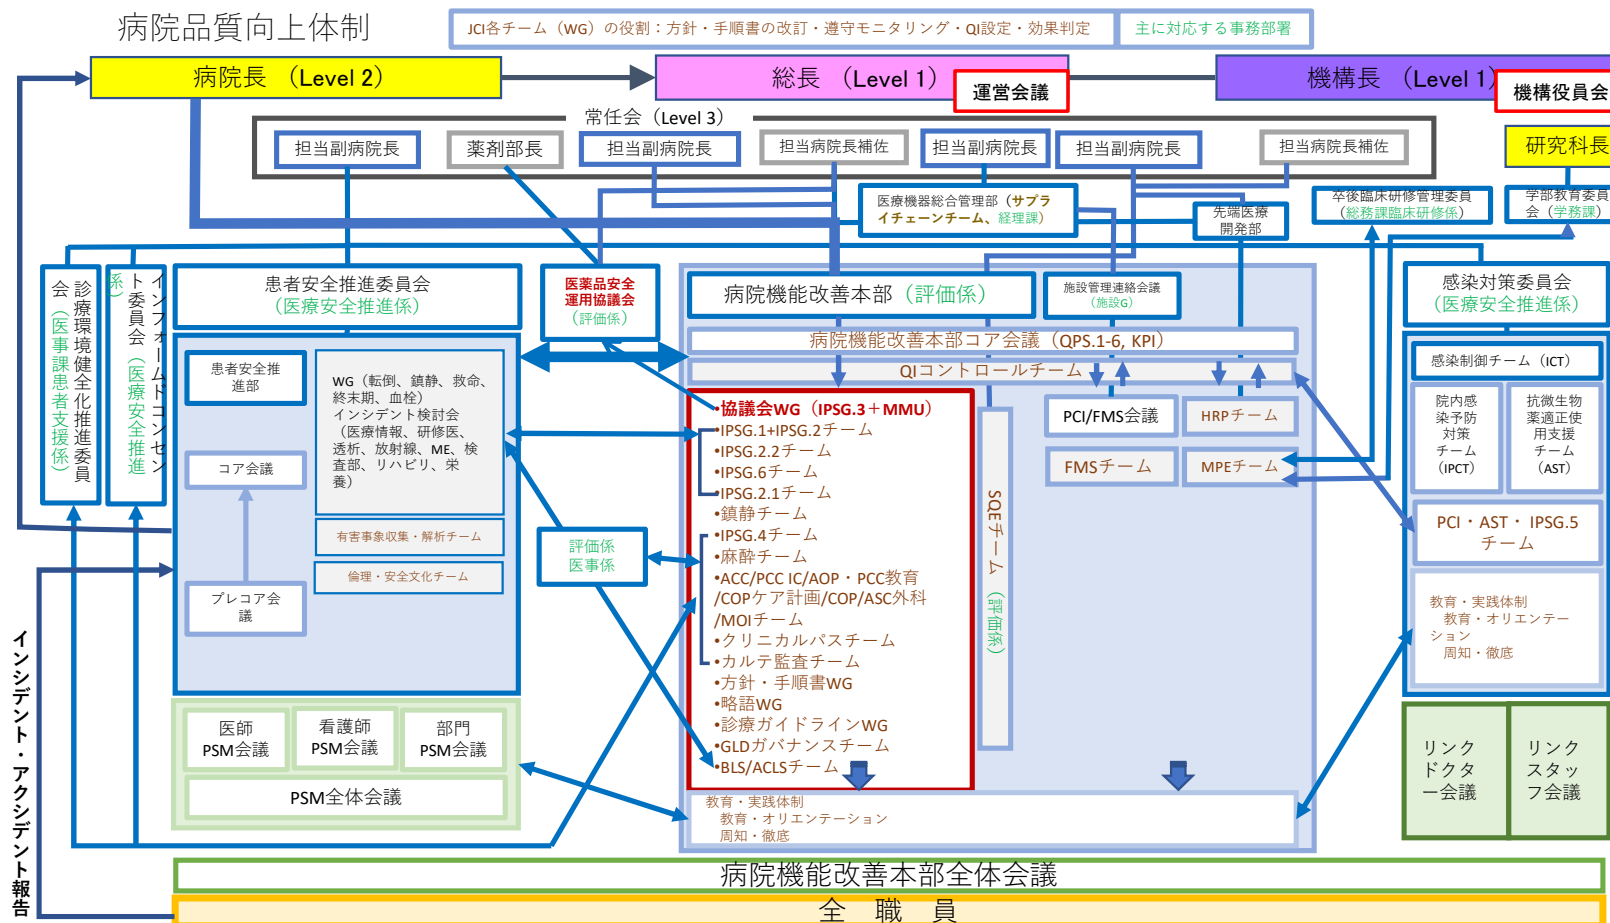 病院品質向上体制
JCI各チーム（WG）の役割：方針・手順書の改訂・遵守モニタリング・QI設定・効果判定
主に対応する事務部署
病院長 （Level 2）
総長 （Level 1）
運営会議
機構長 （Level 1）
機構役員会
常任会（Level 3）
担当副病院長
薬剤部長
担当副病院長
担当病院長補佐
担当副病院長
担当副病院長
担当病院長補佐
研究科長
医療機器総合管理部（サプラ
イチェーンチーム、経理課）
先端医療
開発部
卒後臨床研修管理委員
（総務課臨床研修係）
学部教育委員
会（学務課）
診療環境健全化推進委員
会（医事課患者支援係）
インフォームドコンセン
ト委員会（医療安全推進
係）
患者安全推進委員会
（医療安全推進係）
医薬品安全
運用協議会
（評価係）
病院機能改善本部（評価係）
施設管理連絡会議
（施設G）
感染対策委員会
（医療安全推進係）
病院機能改善本部コア会議（QPS.1-6, KPI）
QIコントロールチーム
患者安全推
進部
コア会議
プレコア会
議
WG（転倒、鎮静、救命、
終末期、血栓）
インシデント検討会
（医療情報、研修医、
透析、放射線、ME、検
査部、リハビリ、栄
養）
有害事象収集・解析チーム
倫理・安全文化チーム
評価係
医事係
•協議会WG（IPSG.3＋MMU）
•IPSG.1+IPSG.2チーム
•IPSG.2.2チーム
•IPSG.6チーム
•IPSG.2.1チーム
•鎮静チーム
•IPSG.4チーム
•麻酔チーム
•ACC/PCC IC/AOP・PCC教育
/COPケア計画/COP/ASC外科
/MOIチーム
•クリニカルパスチーム
•カルテ監査チーム
•方針・手順書WG
•略語WG
•診療ガイドラインWG
•GLDガバナンスチーム
•BLS/ACLSチーム
SQEチーム（評価係）
PCI/FMS会議
HRPチーム
FMSチーム
MPEチーム
感染制御チーム（ICT）
院内感
染予防
対策
チーム
（IPCT）
抗微生物
薬適正使
用支援
チーム
（AST）
PCI・AST・ IPSG.5
チーム
教育・実践体制
教育・オリエンテー
ション
周知・徹底
医師
PSM会議
看護師
PSM会議
部門
PSM会議
PSM全体会議
教育・実践体制
教育・オリエンテーション
周知・徹底
リンク
ドクタ
ー会議
リンク
スタッ
フ会議
インシデント・アクシデント報告
病院機能改善本部全体会議
全 職 員